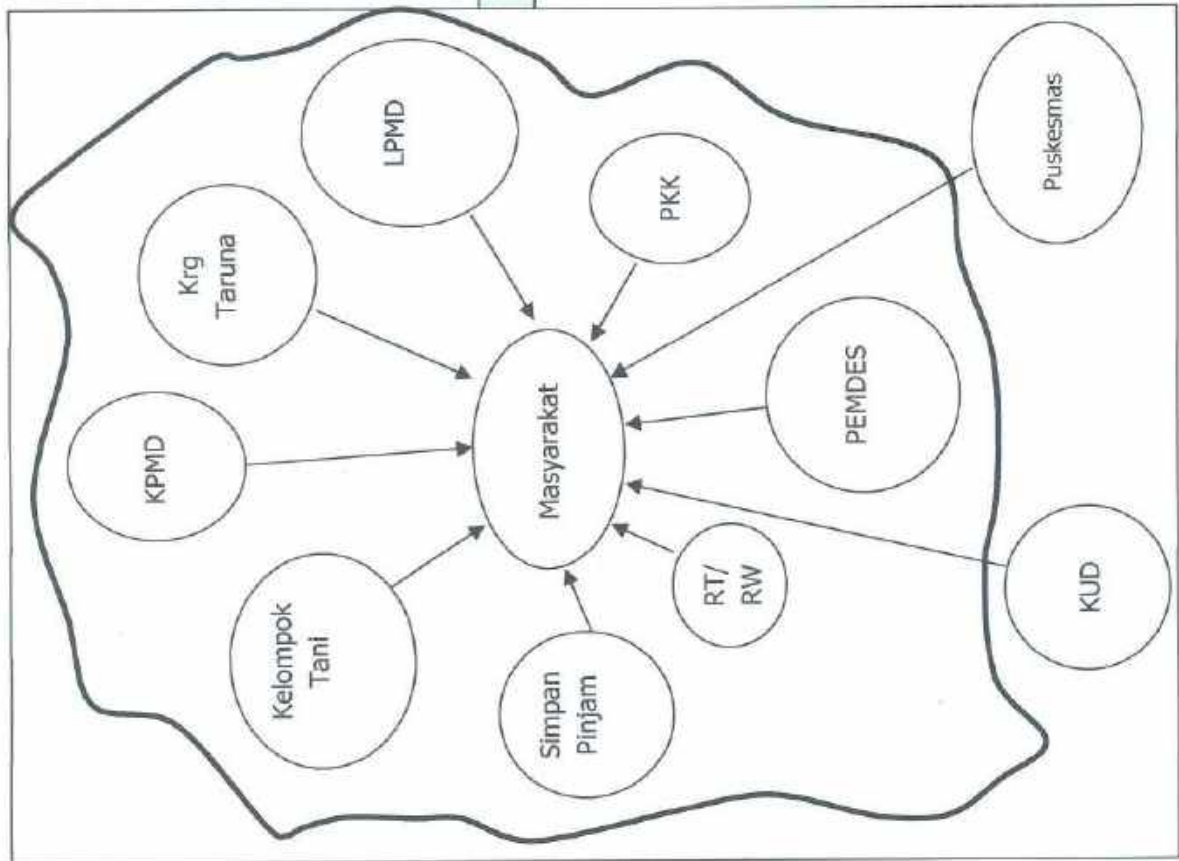 KPMD
Krg
Taruna
Kelompok
Tani
LPMD
Simpan
Pinjam
Masyarakat
PKK
RT/
RW
PEMDES
Puskesmas
KUD